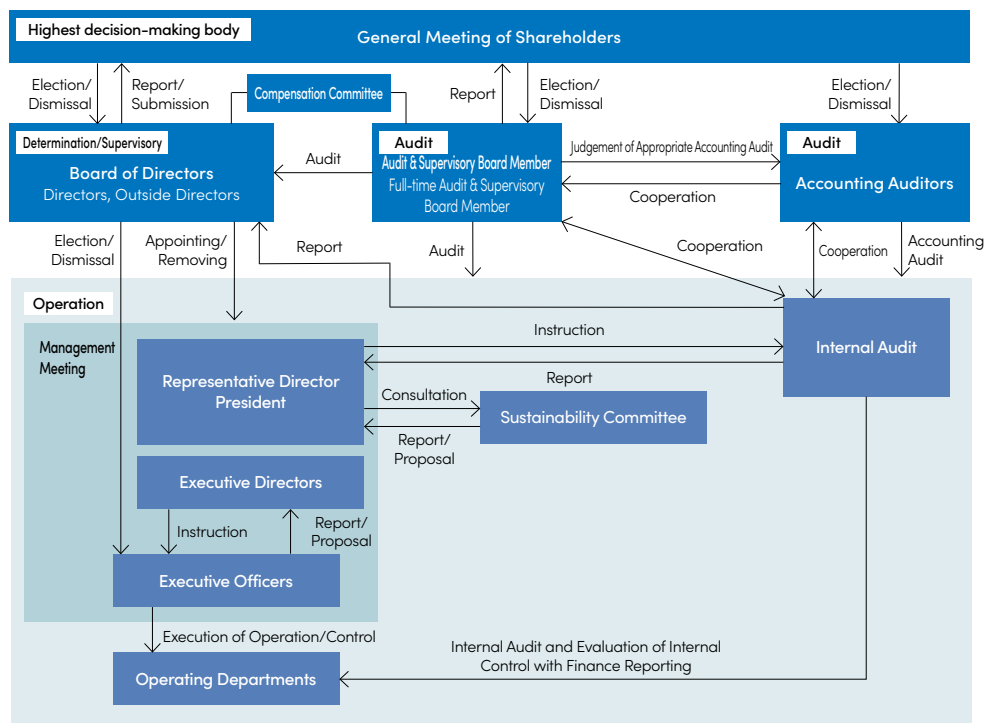 Highest decision-making body
General Meeting of Shareholders
Election/
Dismissal
Report/
Submission
Compensation Committee
Report
Election/
Dismissal
Election/
Dismissal
Determination/Supervisory
Board of Directors
Directors, Outside Directors
Audit
Audit
Audit & Supervisory Board Member
Full-time Audit & Supervisory
Board Member
Judgement of Appropriate Accounting Audit
Cooperation
Audit
Accounting Auditors
Election/
Dismissal
Appointing/
Removing
Report
Audit
Cooperation
Cooperation
Accounting
Audit
Operation
Management
Meeting
Representative Director
President
Instruction
Report
Internal Audit
Consultation
Report/
Proposal
Sustainability Committee
Executive Directors
Instruction
Report/
Proposal
Executive Officers
Execution of Operation/Control
Operating Departments
Internal Audit and Evaluation of Internal
Control with Finance Reporting